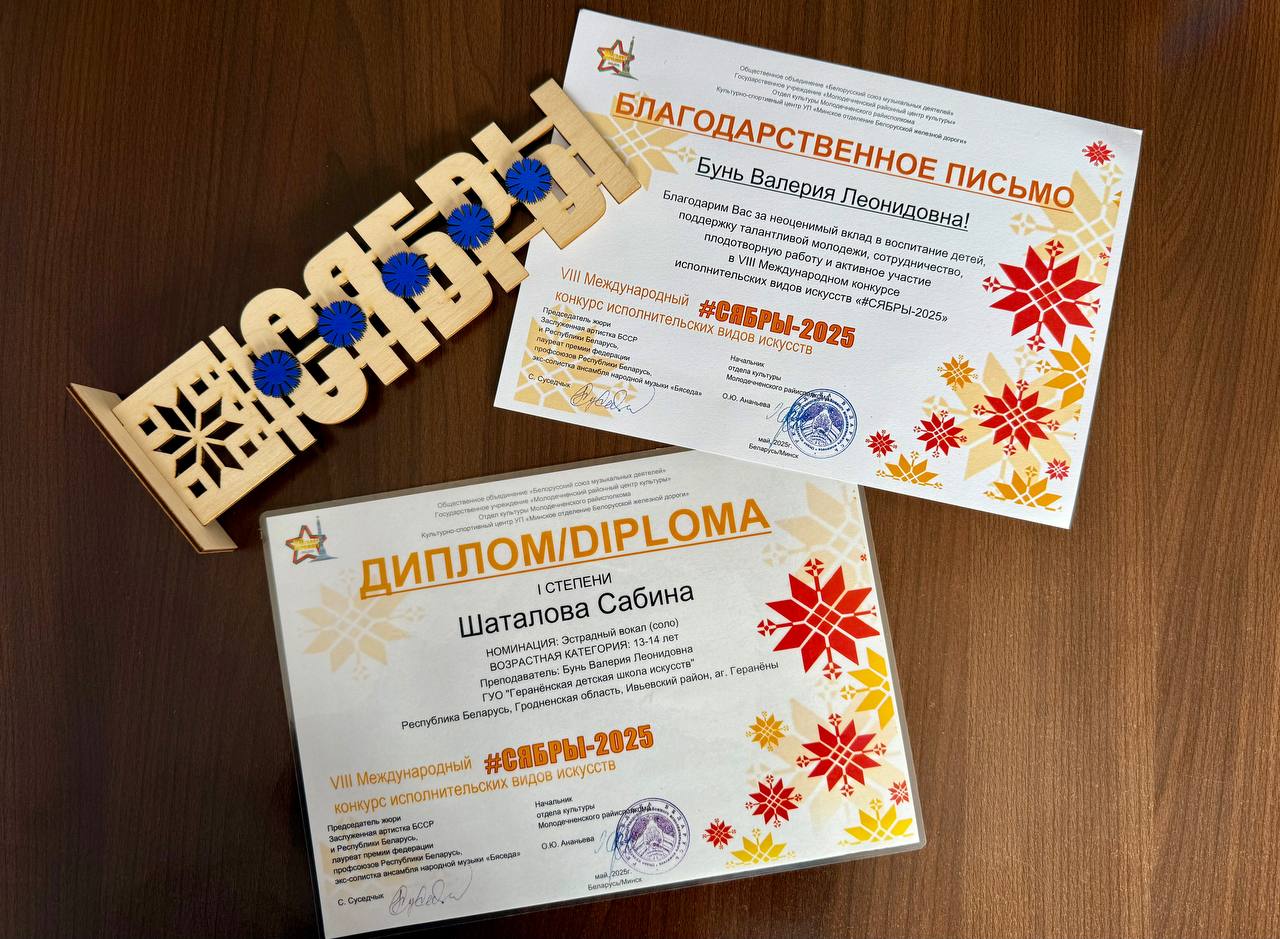 СЯБРЫ
Общественное объединение «Белорусский союз музыкальных деятелей»
Государственное учреждение «Молодечненский районный центр культуры»
Отдел культуры Молодечненского райисполкома
Культурно-спортивный центр УП «Минское отделение Белорусской железной дороги»
БЛАГОДАРСТВЕННОЕ ПИСЬМО
Бунь Валерия Леонидовна!
Благодарим Вас за неоценимый вклад в воспитание детей,
поддержку талантливой молодежи, сотрудничество,
плодотворную работу и активное участие
в VIII Международном конкурсе
исполнительских видов искусств «#СЯБРЫ-2025»
VIII Международный #СЯБРЫ-2025
конкурс исполнительских видов искусств
Председатель жюри
Заслуженная артистка БССР
и Республики Беларусь,
лауреат премии федерации
профсоюзов Республики Беларусь,
экс-солистка ансамбля народной музыки «Бяседа»
С. Суседчык
Начальник
отдела культуры
Молодечненского райисполкома
О.Ю. Ананьева
май, 2025г.
Беларусь/Минск
Общественное объединение «Белорусский союз музыкальных деятелей»
Государственное учреждение «Молодечненский районный центр культуры»
Отдел культуры Молодечненского райисполкома
Культурно-спортивный центр УП «Минское отделение Белорусской железной дороги»
ДИПЛОМ/DIPLOMA
I СТЕПЕНИ
Шаталова Сабина
НОМИНАЦИЯ: Эстрадный вокал (соло)
ВОЗРАСТНАЯ КАТЕГОРИЯ: 13-14 лет
Преподаватель: Бунь Валерия Леонидовна
ГУО "Геранёнская детская школа искусств"
Республика Беларусь, Гродненская область, Ивьевский район, аг. Геранёны
VIII Международный #СЯБРЫ-2025
конкурс исполнительских видов искусств
Председатель жюри
Заслуженная артистка БССР
и Республики Беларусь,
лауреат премии федерации
профсоюзов Республики Беларусь,
экс-солистка ансамбля народной музыки «Бяседа»
С. Суседчык
Начальник
отдела культуры
Молодечненского райисполкома
О.Ю. Ананьева
май, 2025г.
Беларусь/Минск